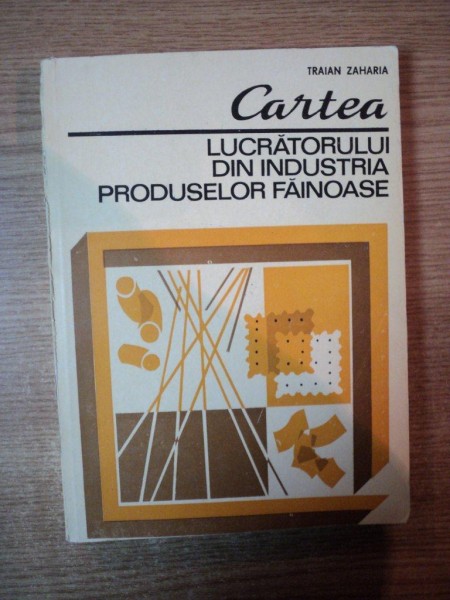 TRAIAN ZAHARIA
Cartea
LUCRĂTORULUI
DIN INDUSTRIA
PRODUSELOR FĂINOASE